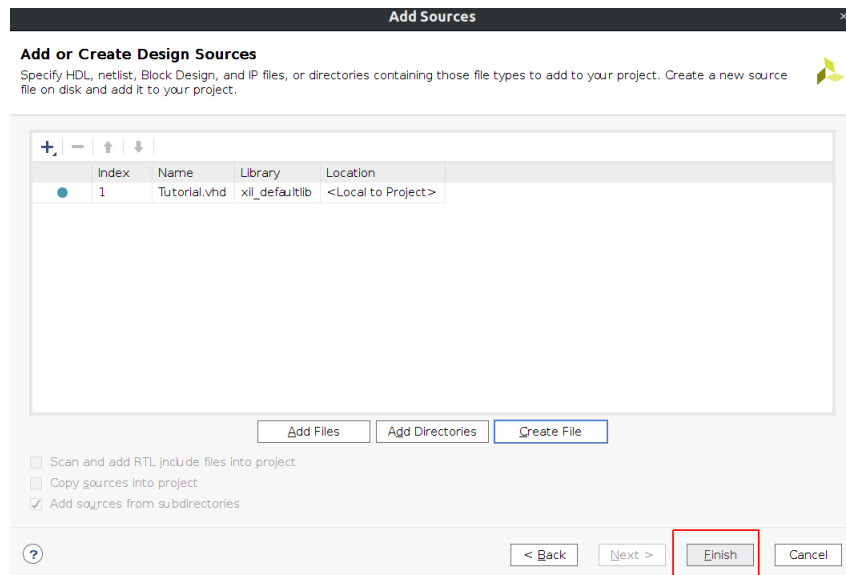 Add Sources
×
Add or Create Design Sources
Specify HDL, netlist, Block Design, and IP files, or directories containing those file types to add to your project. Create a new source
file on disk and add it to your project.
Index Name Library Location
1 Tutorial.vhd xil_defaultlib <Local to Project>
Add Files Add Directories Create File
Scan and add RTL include files into project
Copy sources into project
Add sources from subdirectories
? < Back Next > Finish Cancel